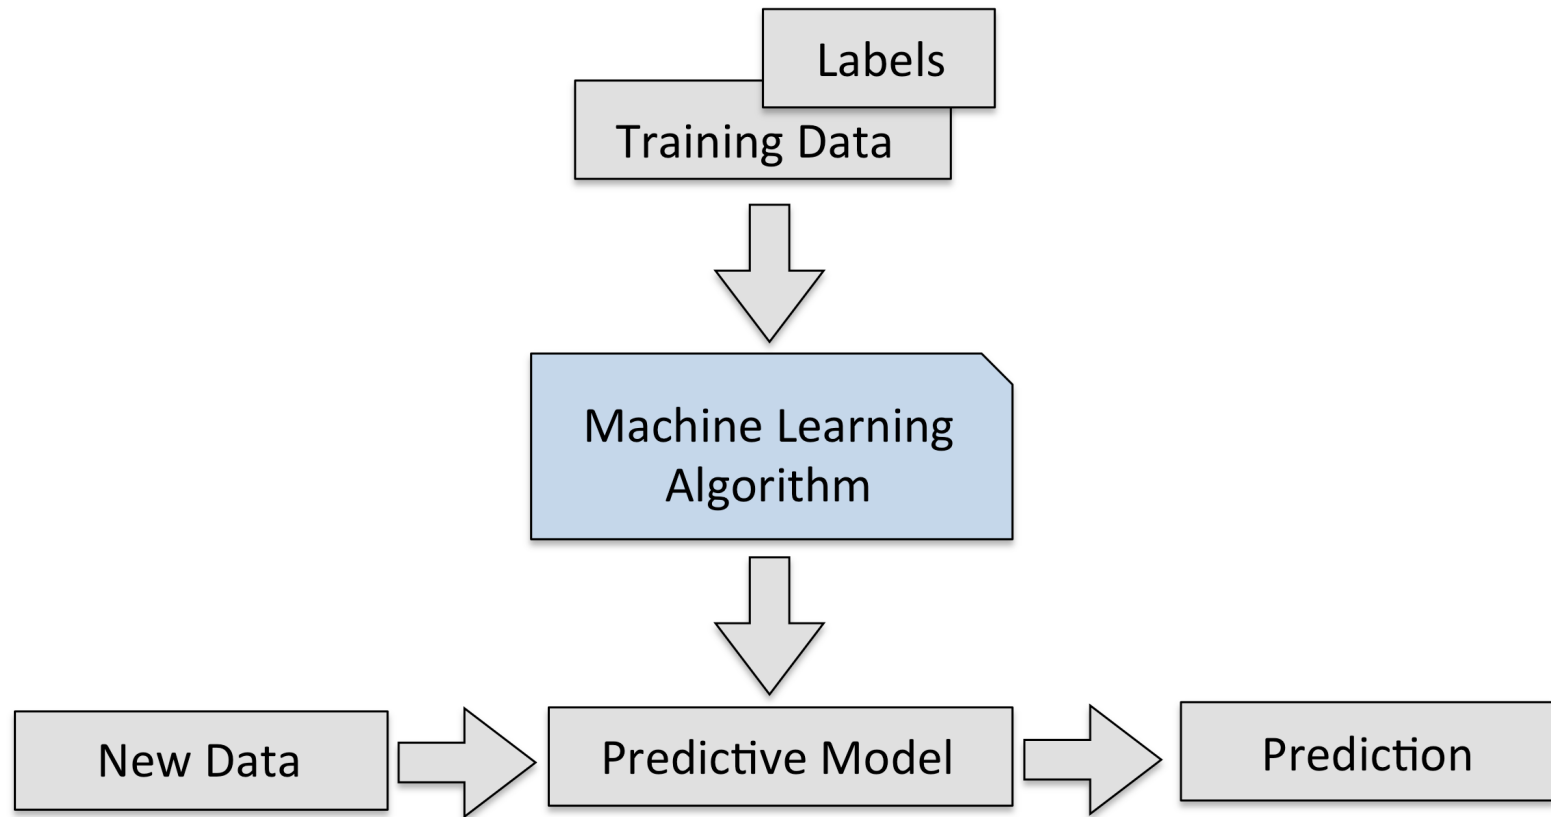 Labels
Training Data
Machine Learning
Algorithm
New Data
Predictive Model
Prediction